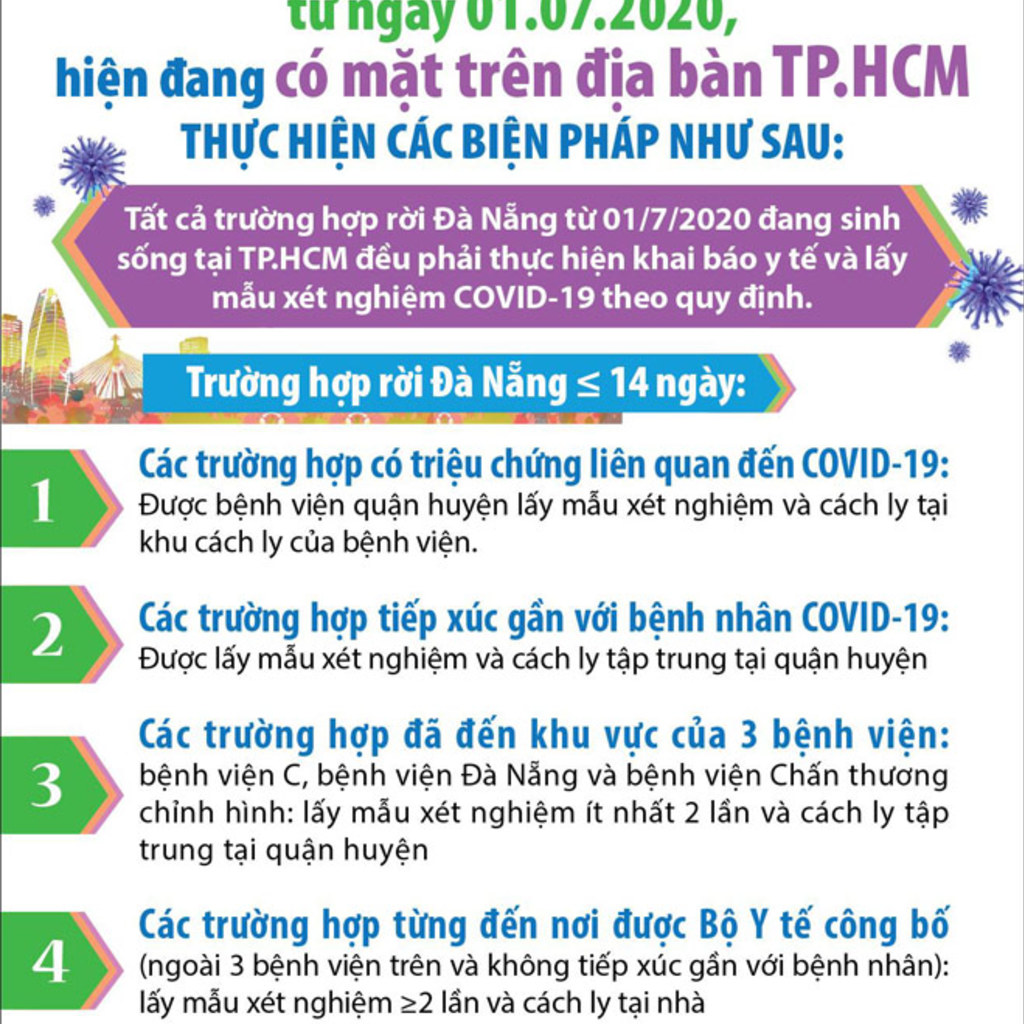 từ ngày 01.07.2020,
hiện đang có mặt trên địa bàn TP.HCM
THỰC HIỆN CÁC BIỆN PHÁP NHƯ SAU:
Tất cả trường hợp rời Đà Nẵng từ 01/7/2020 đang sinh
sống tại TP.HCM đều phải thực hiện khai báo y tế và lấy
mẫu xét nghiệm COVID-19 theo quy định.
Trường hợp rời Đà Nẵng ≤ 14 ngày:
1
Các trường hợp có triệu chứng liên quan đến COVID-19:
Được bệnh viện quận huyện lấy mẫu xét nghiệm và cách ly tại
khu cách ly của bệnh viện.
2
Các trường hợp tiếp xúc gần với bệnh nhân COVID-19:
Được lấy mẫu xét nghiệm và cách ly tập trung tại quận huyện
3
Các trường hợp đã đến khu vực của 3 bệnh viện:
bệnh viện C, bệnh viện Đà Nẵng và bệnh viện Chấn thương
chỉnh hình: lấy mẫu xét nghiệm ít nhất 2 lần và cách ly tập
trung tại quận huyện
4
Các trường hợp từng đến nơi được Bộ Y tế công bố
(ngoài 3 bệnh viện trên và không tiếp xúc gần với bệnh nhân):
lấy mẫu xét nghiệm ≥2 lần và cách ly tại nhà